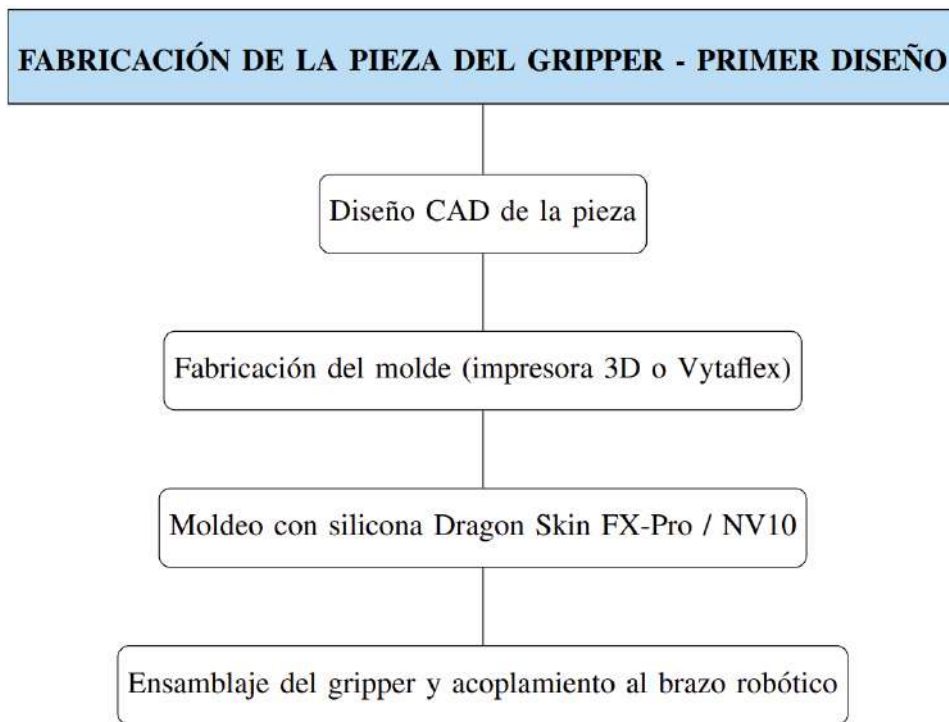 FABRICACIÓN DE LA PIEZA DEL GRIPPER - PRIMER DISEÑO
Diseño CAD de la pieza
Fabricación del molde (impresora 3D o Vytaflex)
Moldeo con silicona Dragon Skin FX-Pro / NV10
Ensamblaje del gripper y acoplamiento al brazo robótico